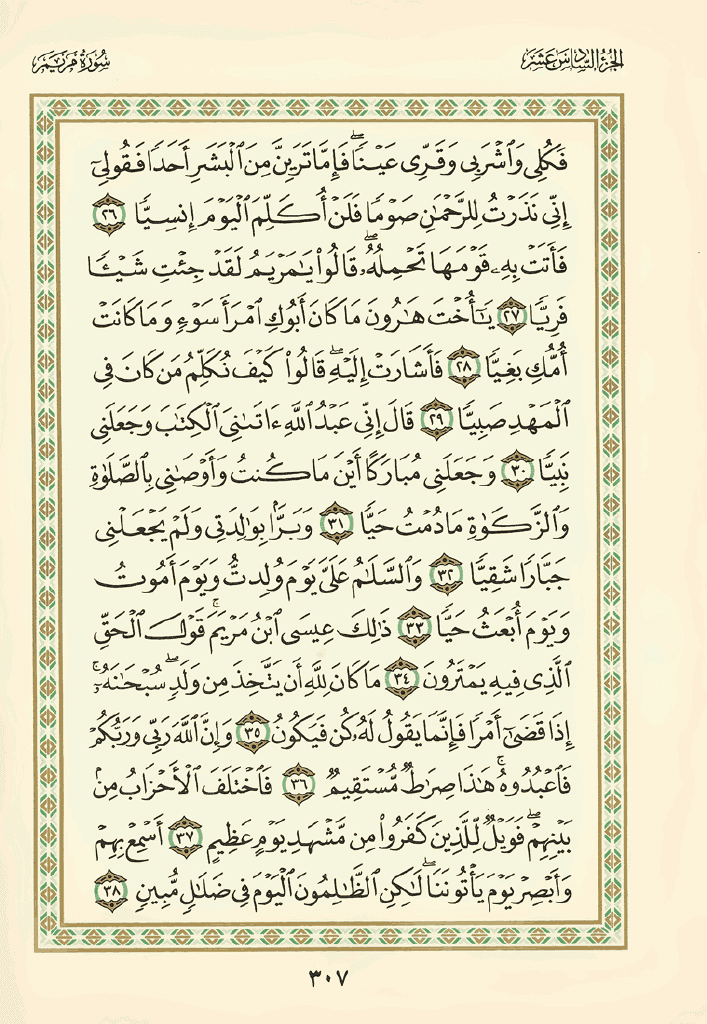 الجزء السادس عشر
سورة مريم
فَكُلِى وَٱشْرَبِى وَقَرِّى عَيْنًا ۖ فَإِمَّا تَرَيِنَّ مِنَ ٱلْبَشَرِ أَحَدًا فَقُولِىٓ
إِنِّى نَذَرْتُ لِلرَّحْمَٰنِ صَوْمًا فَلَنْ أُكَلِّمَ ٱلْيَوْمَ إِنسِيًّا ٢٦
فَأَتَتْ بِهِۦ قَوْمَهَا تَحْمِلُهُۥ ۖ قَالُوا۟ يَٰمَرْيَمُ لَقَدْ جِئْتِ شَيْـًٔا
فَرِيًّا ٢٧ يَٰٓأُخْتَ هَٰرُونَ مَا كَانَ أَبُوكِ ٱمْرَأَ سَوْءٍ وَمَا كَانَتْ
أُمُّكِ بَغِيًّا ٢٨ فَأَشَارَتْ إِلَيْهِ ۖ قَالُوا۟ كَيْفَ نُكَلِّمُ مَن كَانَ فِى
ٱلْمَهْدِ صَبِيًّا ٢٩ قَالَ إِنِّى عَبْدُ ٱللَّهِ ءَاتَىٰنِىَ ٱلْكِتَٰبَ وَجَعَلَنِى
نَبِيًّا ٣٠ وَجَعَلَنِى مُبَارَكًا أَيْنَ مَا كُنتُ وَأَوْصَٰنِى بِٱلصَّلَوٰةِ
وَٱلزَّكَوٰةِ مَا دُمْتُ حَيًّا ٣١ وَبَرًّۢا بِوَٰلِدَتِى وَلَمْ يَجْعَلْنِى
جَبَّارًا شَقِيًّا ٣٢ وَٱلسَّلَٰمُ عَلَىَّ يَوْمَ وُلِدتُّ وَيَوْمَ أَمُوتُ
وَيَوْمَ أُبْعَثُ حَيًّا ٣٣ ذَٰلِكَ عِيسَى ٱبْنُ مَرْيَمَ ۚ قَوْلَ ٱلْحَقِّ
ٱلَّذِى فِيهِ يَمْتَرُونَ ٣٤ مَا كَانَ لِلَّهِ أَن يَتَّخِذَ مِن وَلَدٍ ۖ سُبْحَٰنَهُۥٓ ۚ
إِذَا قَضَىٰٓ أَمْرًا فَإِنَّمَا يَقُولُ لَهُۥ كُن فَيَكُونُ ٣٥ وَإِنَّ ٱللَّهَ رَبِّى وَرَبُّكُمْ
فَٱعْبُدُوهُ ۚ هَٰذَا صِرَٰطٌ مُّسْتَقِيمٌ ٣٦ فَٱخْتَلَفَ ٱلْأَحْزَابُ مِنۢ
بَيْنِهِمْ ۖ فَوَيْلٌ لِّلَّذِينَ كَفَرُوا۟ مِن مَّشْهَدِ يَوْمٍ عَظِيمٍ ٣٧ أَسْمِعْ بِهِمْ
وَأَبْصِرْ يَوْمَ يَأْتُونَنَا ۖ لَٰكِنِ ٱلظَّٰلِمُونَ ٱلْيَوْمَ فِى ضَلَٰلٍ مُّبِينٍ ٣٨
٣٠٧